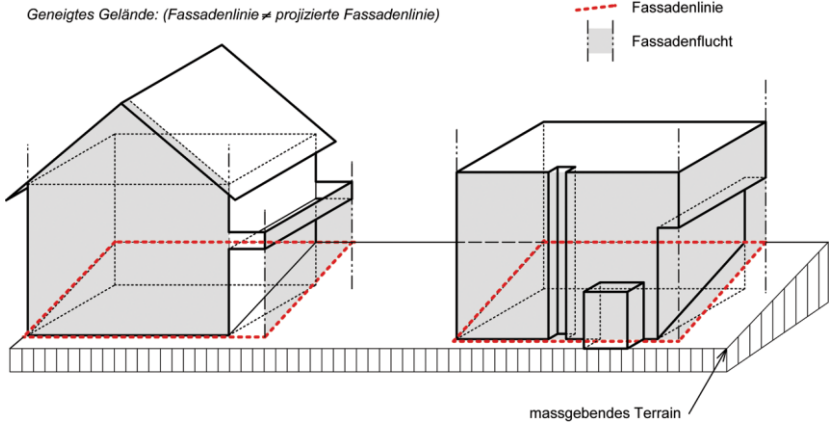 Geneigtes Gelände: (Fassadenlinie ≠ projizierte Fassadenlinie)
Fassadenlinie
Fassadenflucht
massgebendes Terrain